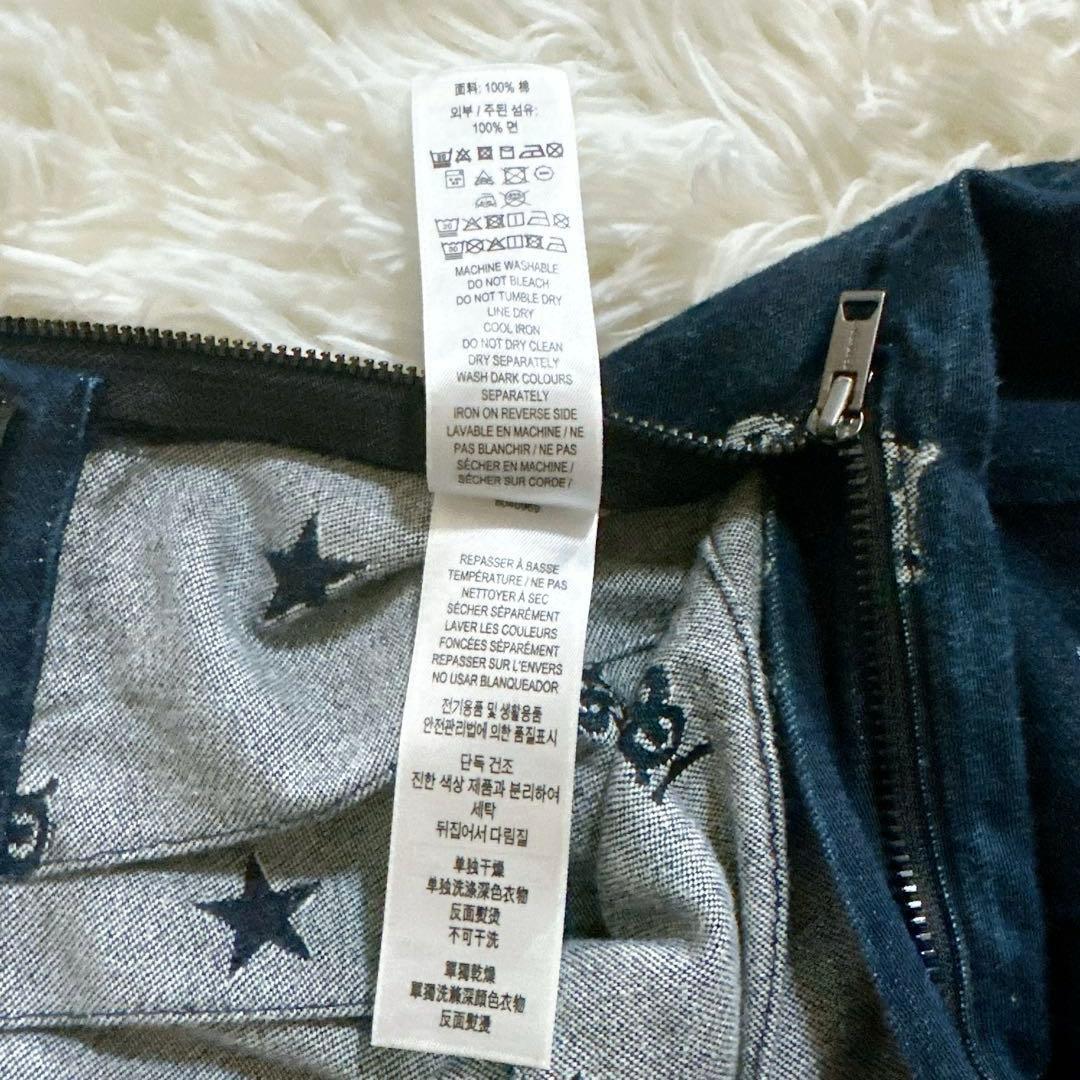 面料: 100% 棉
외부 / 주된 섬유:
100% 면
MACHINE WASHABLE
DO NOT BLEACH
DO NOT TUMBLE DRY
LINE DRY
COOL IRON
DO NOT DRY CLEAN
DRY SEPARATELY
WASH DARK COLOURS
SEPARATELY
IRON ON REVERSE SIDE
LAVABLE EN MACHINE / NE
PAS BLANCHIR / NE PAS
SÉCHER EN MACHINE /
SÉCHER SUR CORDE /
REPASSER À BASSE
TEMPÉRATURE / NE PAS
NETTOYER À SEC
SÉCHER SÉPARÉMENT
LAVER LES COULEURS
FONCÉES SÉPARÉMENT
REPASSER SUR L'ENVERS
NO USAR BLANQUEADOR
전기용품 및 생활용품
안전관리법에 의한 품질표시
단독 건조
진한 색상 제품과 분리하여
세탁
뒤집어서 다림질
单独干燥
单独洗涤深色衣物
反面熨烫
不可干洗
單獨乾燥
單獨洗滌深顏色衣物
反面熨燙